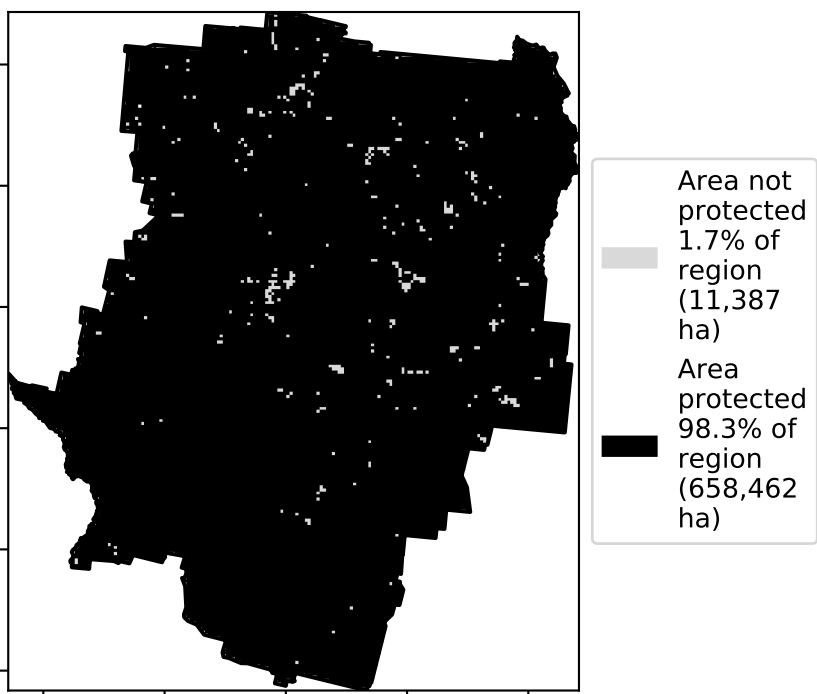 Area not
protected
1.7% of
region
(11,387
ha)
Area
protected
98.3% of
region
(658,462
ha)